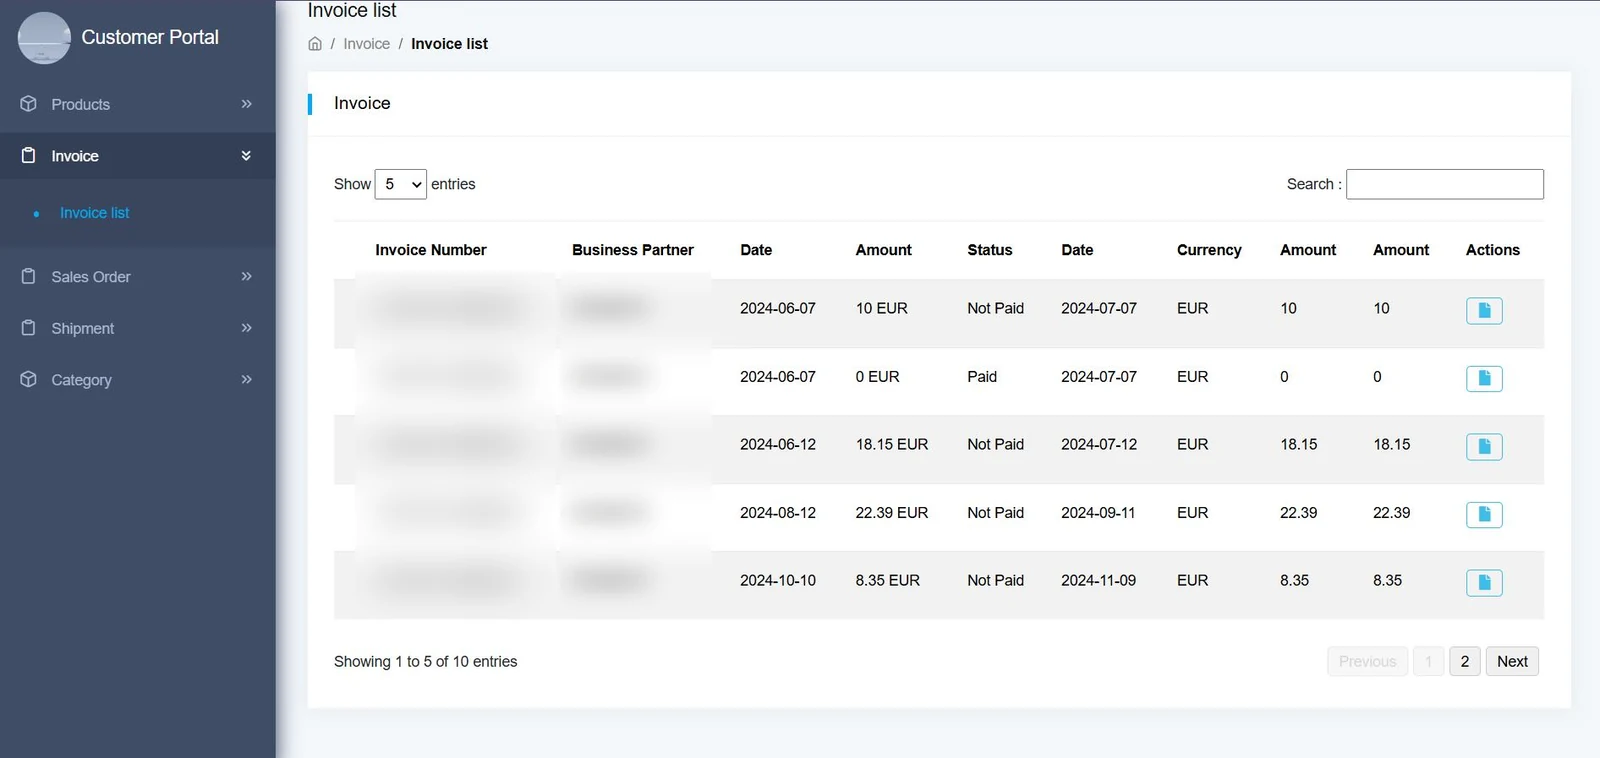 Customer Portal
Products
Invoice
Invoice list
Sales Order
Shipment
Category
Invoice list
/ Invoice / Invoice list
Invoice
Show 5 entries
Search :
Invoice Number Business Partner Date Amount Status Date Currency Amount Amount Actions
2024-06-07 10 EUR Not Paid 2024-07-07 EUR 10 10
2024-06-07 0 EUR Paid 2024-07-07 EUR 0 0
2024-06-12 18.15 EUR Not Paid 2024-07-12 EUR 18.15 18.15
2024-08-12 22.39 EUR Not Paid 2024-09-11 EUR 22.39 22.39
2024-10-10 8.35 EUR Not Paid 2024-11-09 EUR 8.35 8.35
Showing 1 to 5 of 10 entries
Previous 1 2 Next